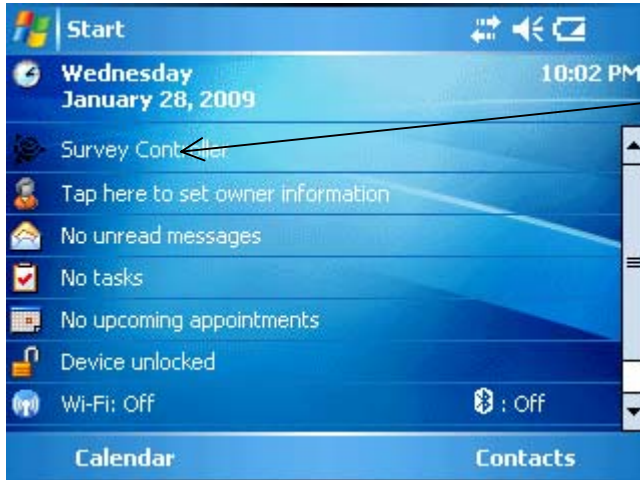 Start
Wednesday 10:02 PM
January 28, 2009
Survey Controller
Tap here to set owner information
No unread messages
No tasks
No upcoming appointments
Device unlocked
Wi-Fi: Off : Off
Calendar Contacts